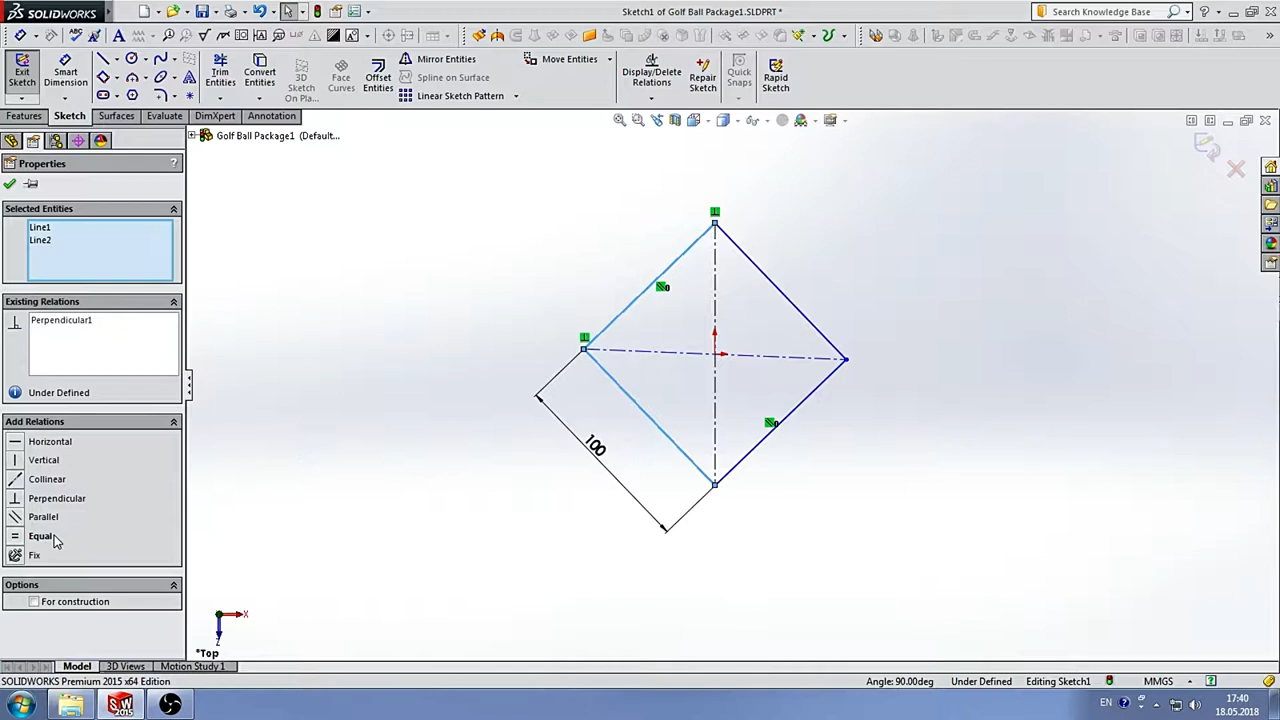 SOLIDWORKS
Sketch1 of Golf Ball Package1.SLDPRT *
Search Knowledge Base
Exit Sketch
Smart Dimension
Trim Entities
Convert Entities
3D Sketch On Pla...
Face Curves
Offset Entities
Mirror Entities
Spline on Surface
Linear Sketch Pattern
Move Entities
Display/Delete Relations
Repair Sketch
Quick Snaps
Rapid Sketch
Features Sketch Surfaces Evaluate DimXpert Annotation
Golf Ball Package1 (Default...
Properties ?
Selected Entities
Line1
Line2
Existing Relations
Perpendicular1
Under Defined
Add Relations
Horizontal
Vertical
Collinear
Perpendicular
Parallel
Equal
Fix
Options
For construction
0
0
100
X
Z
*Top
Model 3D Views Motion Study 1
SOLIDWORKS Premium 2015 x64 Edition
Angle: 90.00deg Under Defined Editing Sketch1 MMGS
EN
17:40
18.05.2018
SW
2015